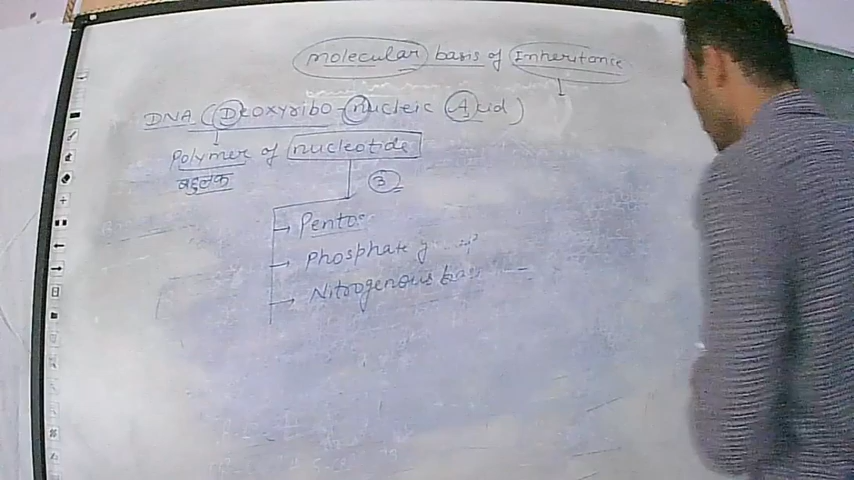 Molecular basis of Inheritance
DNA (Deoxyribo-nucleic Acid)
Polymer of nucleotide
बहुलक
3
→ Pentose
→ Phosphate
→ Nitrogenous base